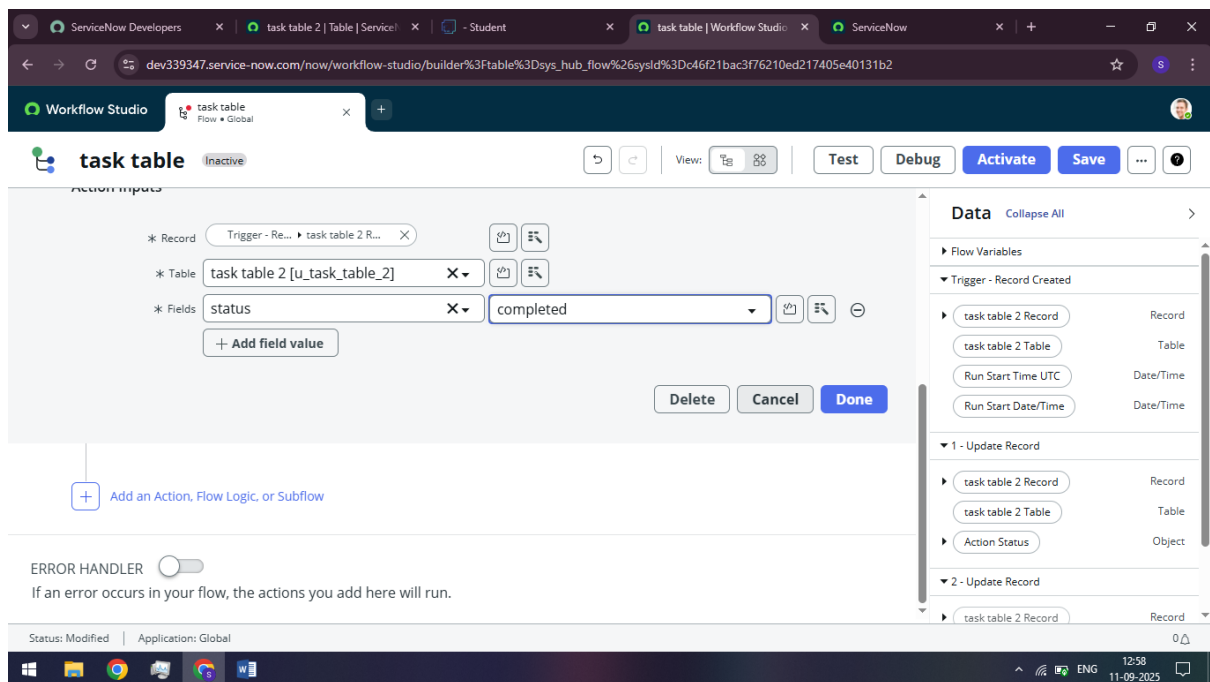 ServiceNow Developers
task table 2 | Table | ServiceN
- Student
task table | Workflow Studio
ServiceNow
dev339347.service-now.com/now/workflow-studio/builder%3Ftable%3Dsys_hub_flow%26sysId%3Dc46f21bac3f76210ed217405e40131b2
S
Workflow Studio
task table
Flow • Global
task table
Inactive
View:
Test
Debug
Activate
Save
...
?
Action Inputs
* Record
Trigger - Re... ▸ task table 2 R...
* Table
task table 2 [u_task_table_2]
* Fields
status
completed
+ Add field value
Delete
Cancel
Done
Add an Action, Flow Logic, or Subflow
ERROR HANDLER
If an error occurs in your flow, the actions you add here will run.
Data
Collapse All
Flow Variables
Trigger - Record Created
task table 2 Record
Record
task table 2 Table
Table
Run Start Time UTC
Date/Time
Run Start Date/Time
Date/Time
1 - Update Record
task table 2 Record
Record
task table 2 Table
Table
Action Status
Object
2 - Update Record
task table 2 Record
Record
Status: Modified
Application: Global
0
ENG
12:58
11-09-2025